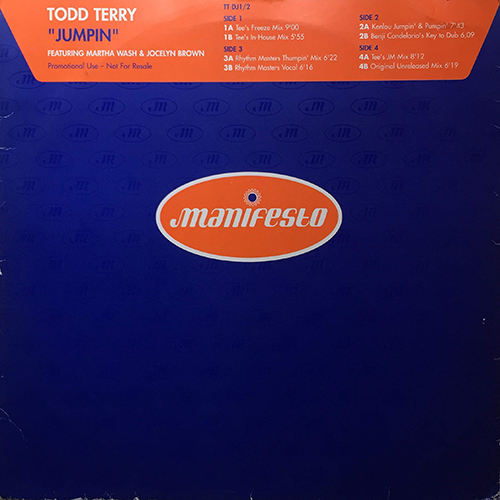 TODD TERRY
"JUMPIN"
FEATURING MARTHA WASH & JOCELYN BROWN
Promotional Use – Not For Resale
TT DJ1/2
SIDE 1
1A Tee's Freeze Mix 9'00
1B Tee's In House Mix 5'55
SIDE 2
2A Kenlou Jumpin' & Pumpin' 7'43
2B Benji Candelario's Key to Dub 6,09
SIDE 3
3A Rhythm Masters Thumpin' Mix 6'22
3B Rhythm Masters Vocal 6'16
SIDE 4
4A Tee's JM Mix 8'12
4B Original Unreleased Mix 6'19
manifesto